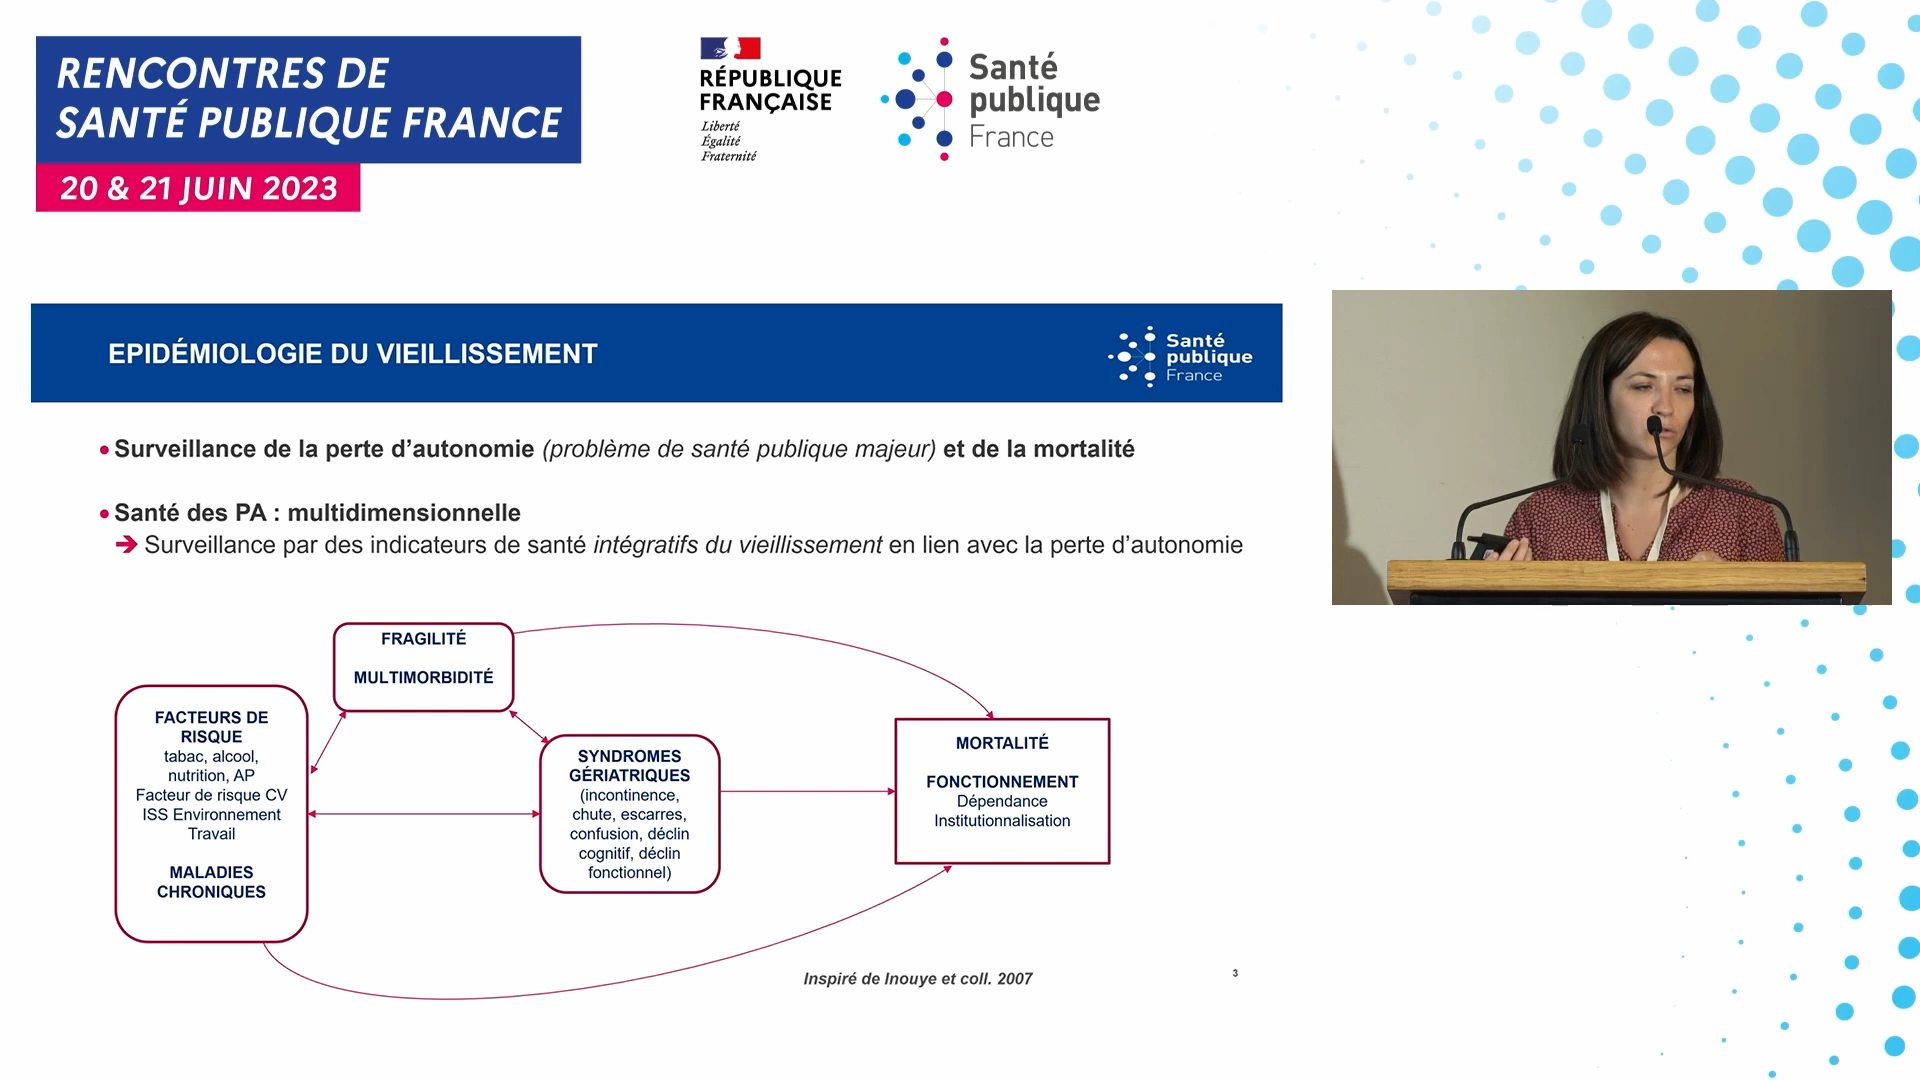 RENCONTRES DE
SANTÉ PUBLIQUE FRANCE
20 & 21 JUIN 2023
RÉPUBLIQUE
FRANÇAISE
Liberté
Égalité
Fraternité
Santé
publique
France
EPIDÉMIOLOGIE DU VIEILLISSEMENT
Santé
publique
France
• Surveillance de la perte d’autonomie (problème de santé publique majeur) et de la mortalité
• Santé des PA : multidimensionnelle
➔ Surveillance par des indicateurs de santé intégratifs du vieillissement en lien avec la perte d’autonomie
FRAGILITÉ
MULTIMORBIDITÉ
FACTEURS DE
RISQUE
tabac, alcool,
nutrition, AP
Facteur de risque CV
ISS Environnement
Travail
MALADIES
CHRONIQUES
SYNDROMES
GÉRIATRIQUES
(incontinence,
chute, escarres,
confusion, déclin
cognitif, déclin
fonctionnel)
MORTALITÉ
FONCTIONNEMENT
Dépendance
Institutionnalisation
Inspiré de Inouye et coll. 2007
3